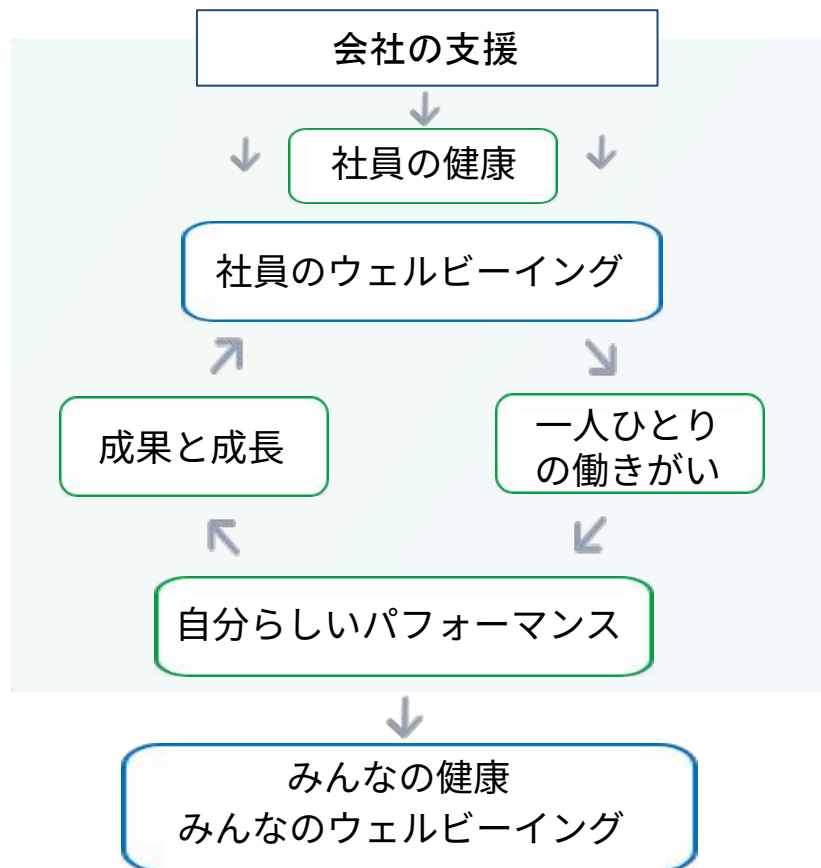 会社の支援
社員の健康
社員のウェルビーイング
成果と成長
一人ひとり
の働きがい
自分らしいパフォーマンス
みんなの健康
みんなのウェルビーイング